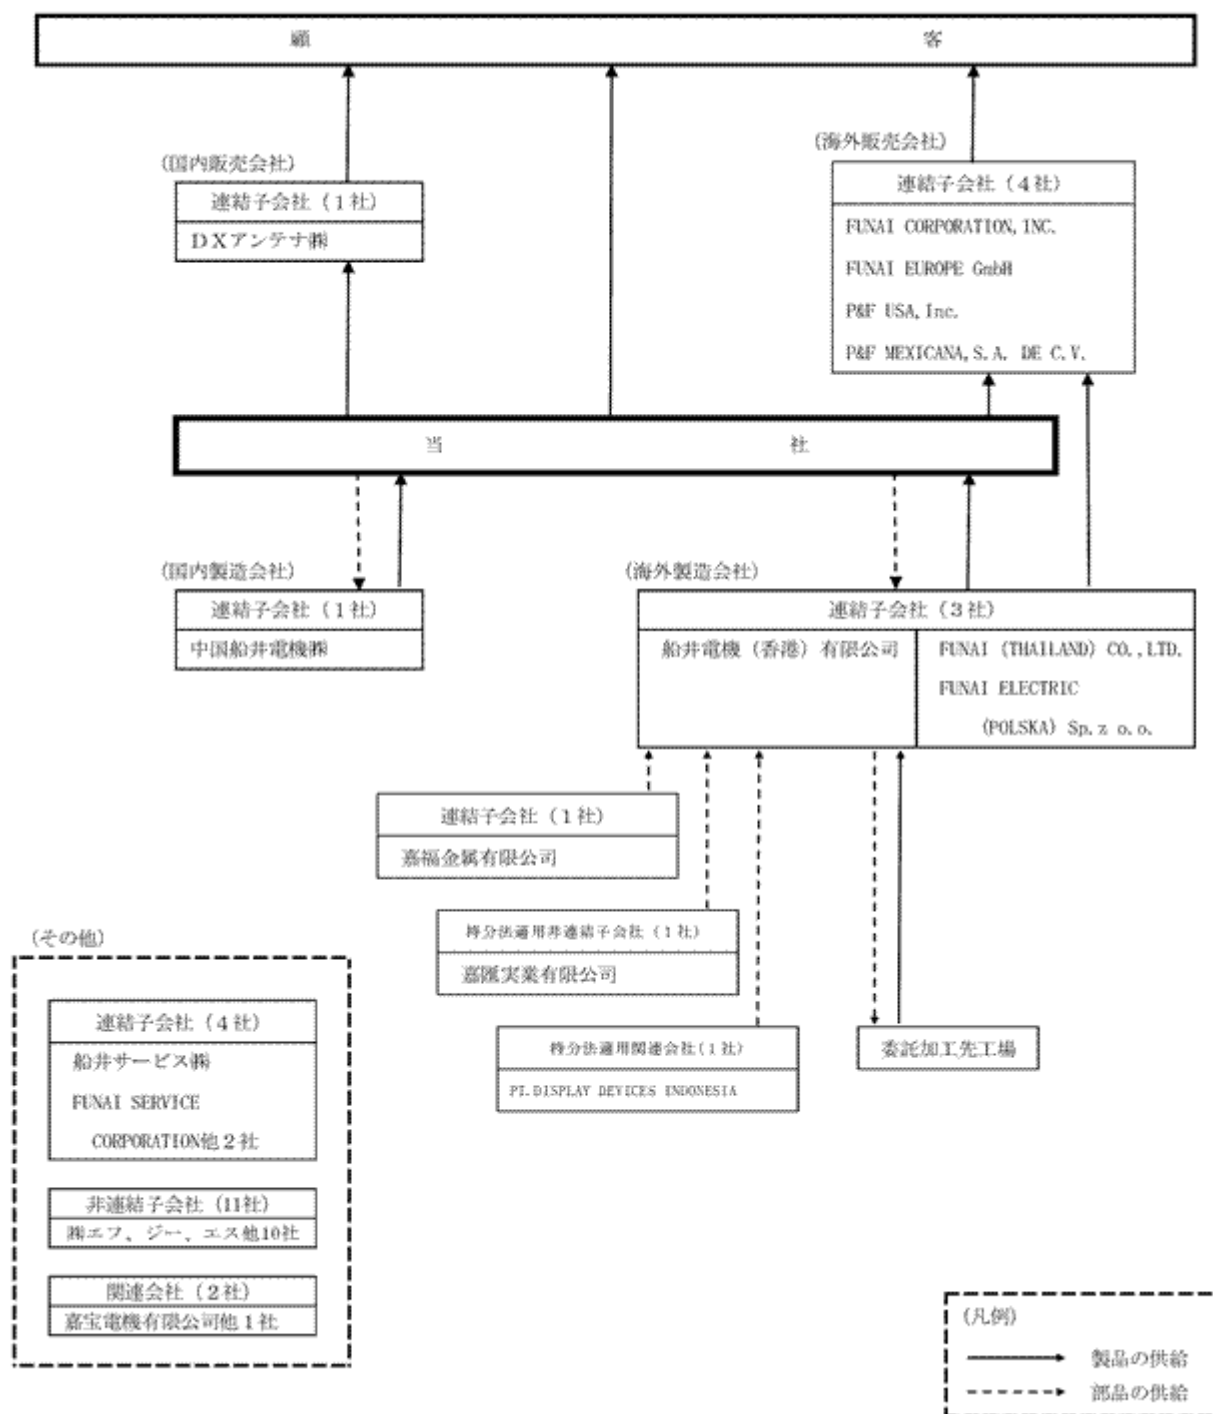 顧客
(海外販売会社)
(国内販売会社)
連結子会社(4社)
連結子会社(1社)
FUNAI CORPORATION,INC.
DXアンテナ㈱
FUNAI EUROPE GmbH
P&F USA,Inc.
P&F MEXICANA,S.A. DE C.V.
当社
(国内製造会社)
(海外製造会社)
連結子会社(1社)
連結子会社(3社)
中国船井電機㈱
船井電機(香港)有限公司
FUNAI (THAILAND) CO.,LTD.
FUNAI ELECTRIC
(POLSKA) Sp.z o.o.
連結子会社(1社)
嘉福金属有限公司
持分法適用非連結子会社(1社)
嘉匯実業有限公司
持分法適用関連会社(1社)
PT.DISPLAY DEVICES INDONESIA
委託加工先工場
(その他)
連結子会社(4社)
船井サービス㈱
FUNAI SERVICE
CORPORATION他2社
非連結子会社(11社)
㈱エフ、ジー、エス他10社
関連会社(2社)
嘉宝電機有限公司他1社
(凡例)
製品の供給
部品の供給